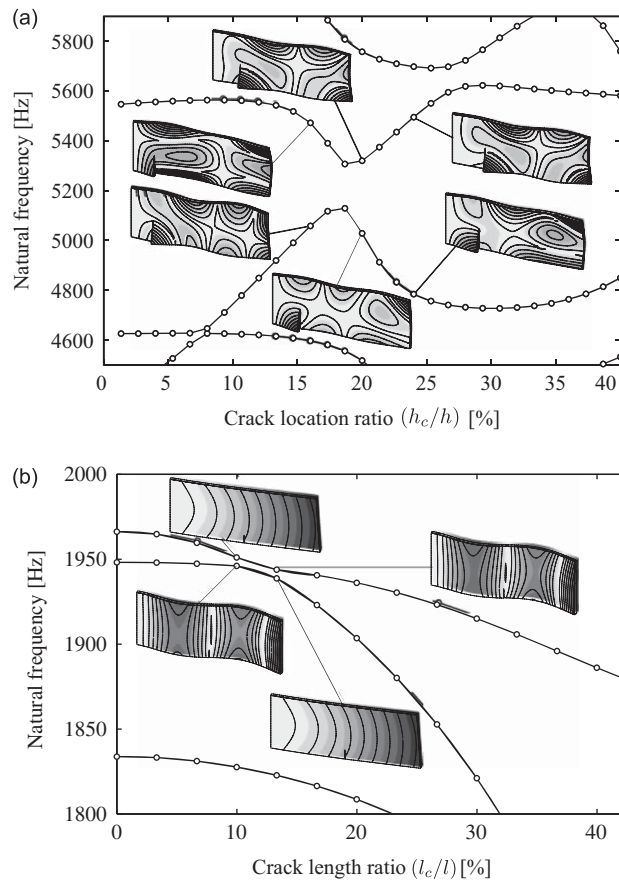 (a)
5800
5600
5400
5200
5000
4800
4600
Natural frequency [Hz]
0 5 10 15 20 25 30 35 40
Crack location ratio (h_c/h) [%]
(b)
2000
1950
1900
1850
1800
Natural frequency [Hz]
0 10 20 30 40
Crack length ratio (l_c/l) [%]